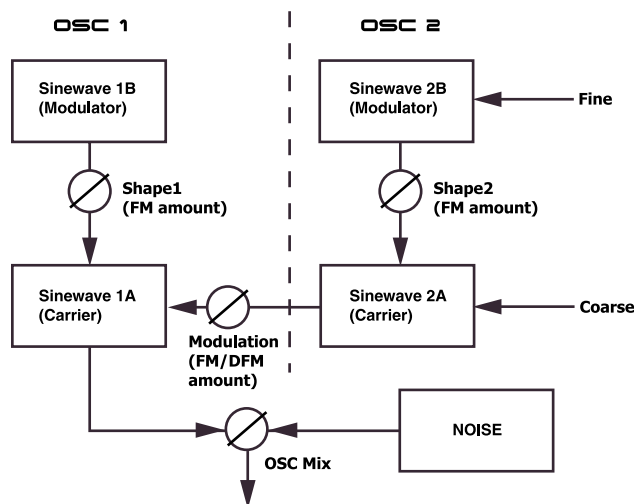 OSC 1
OSC 2
Sinewave 1B
(Modulator)
Sinewave 2B
(Modulator)
Fine
Shape1
(FM amount)
Shape2
(FM amount)
Sinewave 1A
(Carrier)
Sinewave 2A
(Carrier)
Coarse
Modulation
(FM/DFM
amount)
NOISE
OSC Mix